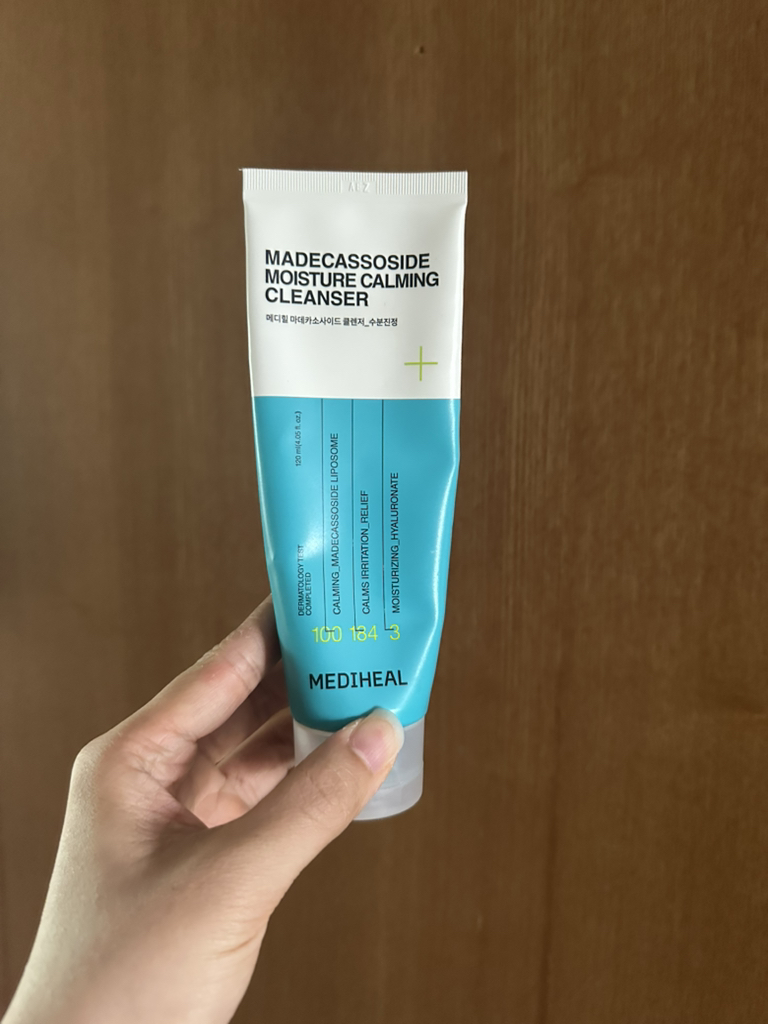 MADECASSOSIDE
MOISTURE CALMING
CLEANSER
메디힐 마데카소사이드 클렌저_수분진정
120 ml(4.05 fl. oz.)
DERMATOLOGY TEST
COMPLETED
CALMING_MADECASSOSIDE LIPOSOME
CALMS IRRITATION_RELIEF
MOISTURIZING_HYALURONATE
100 184 3
MEDIHEAL